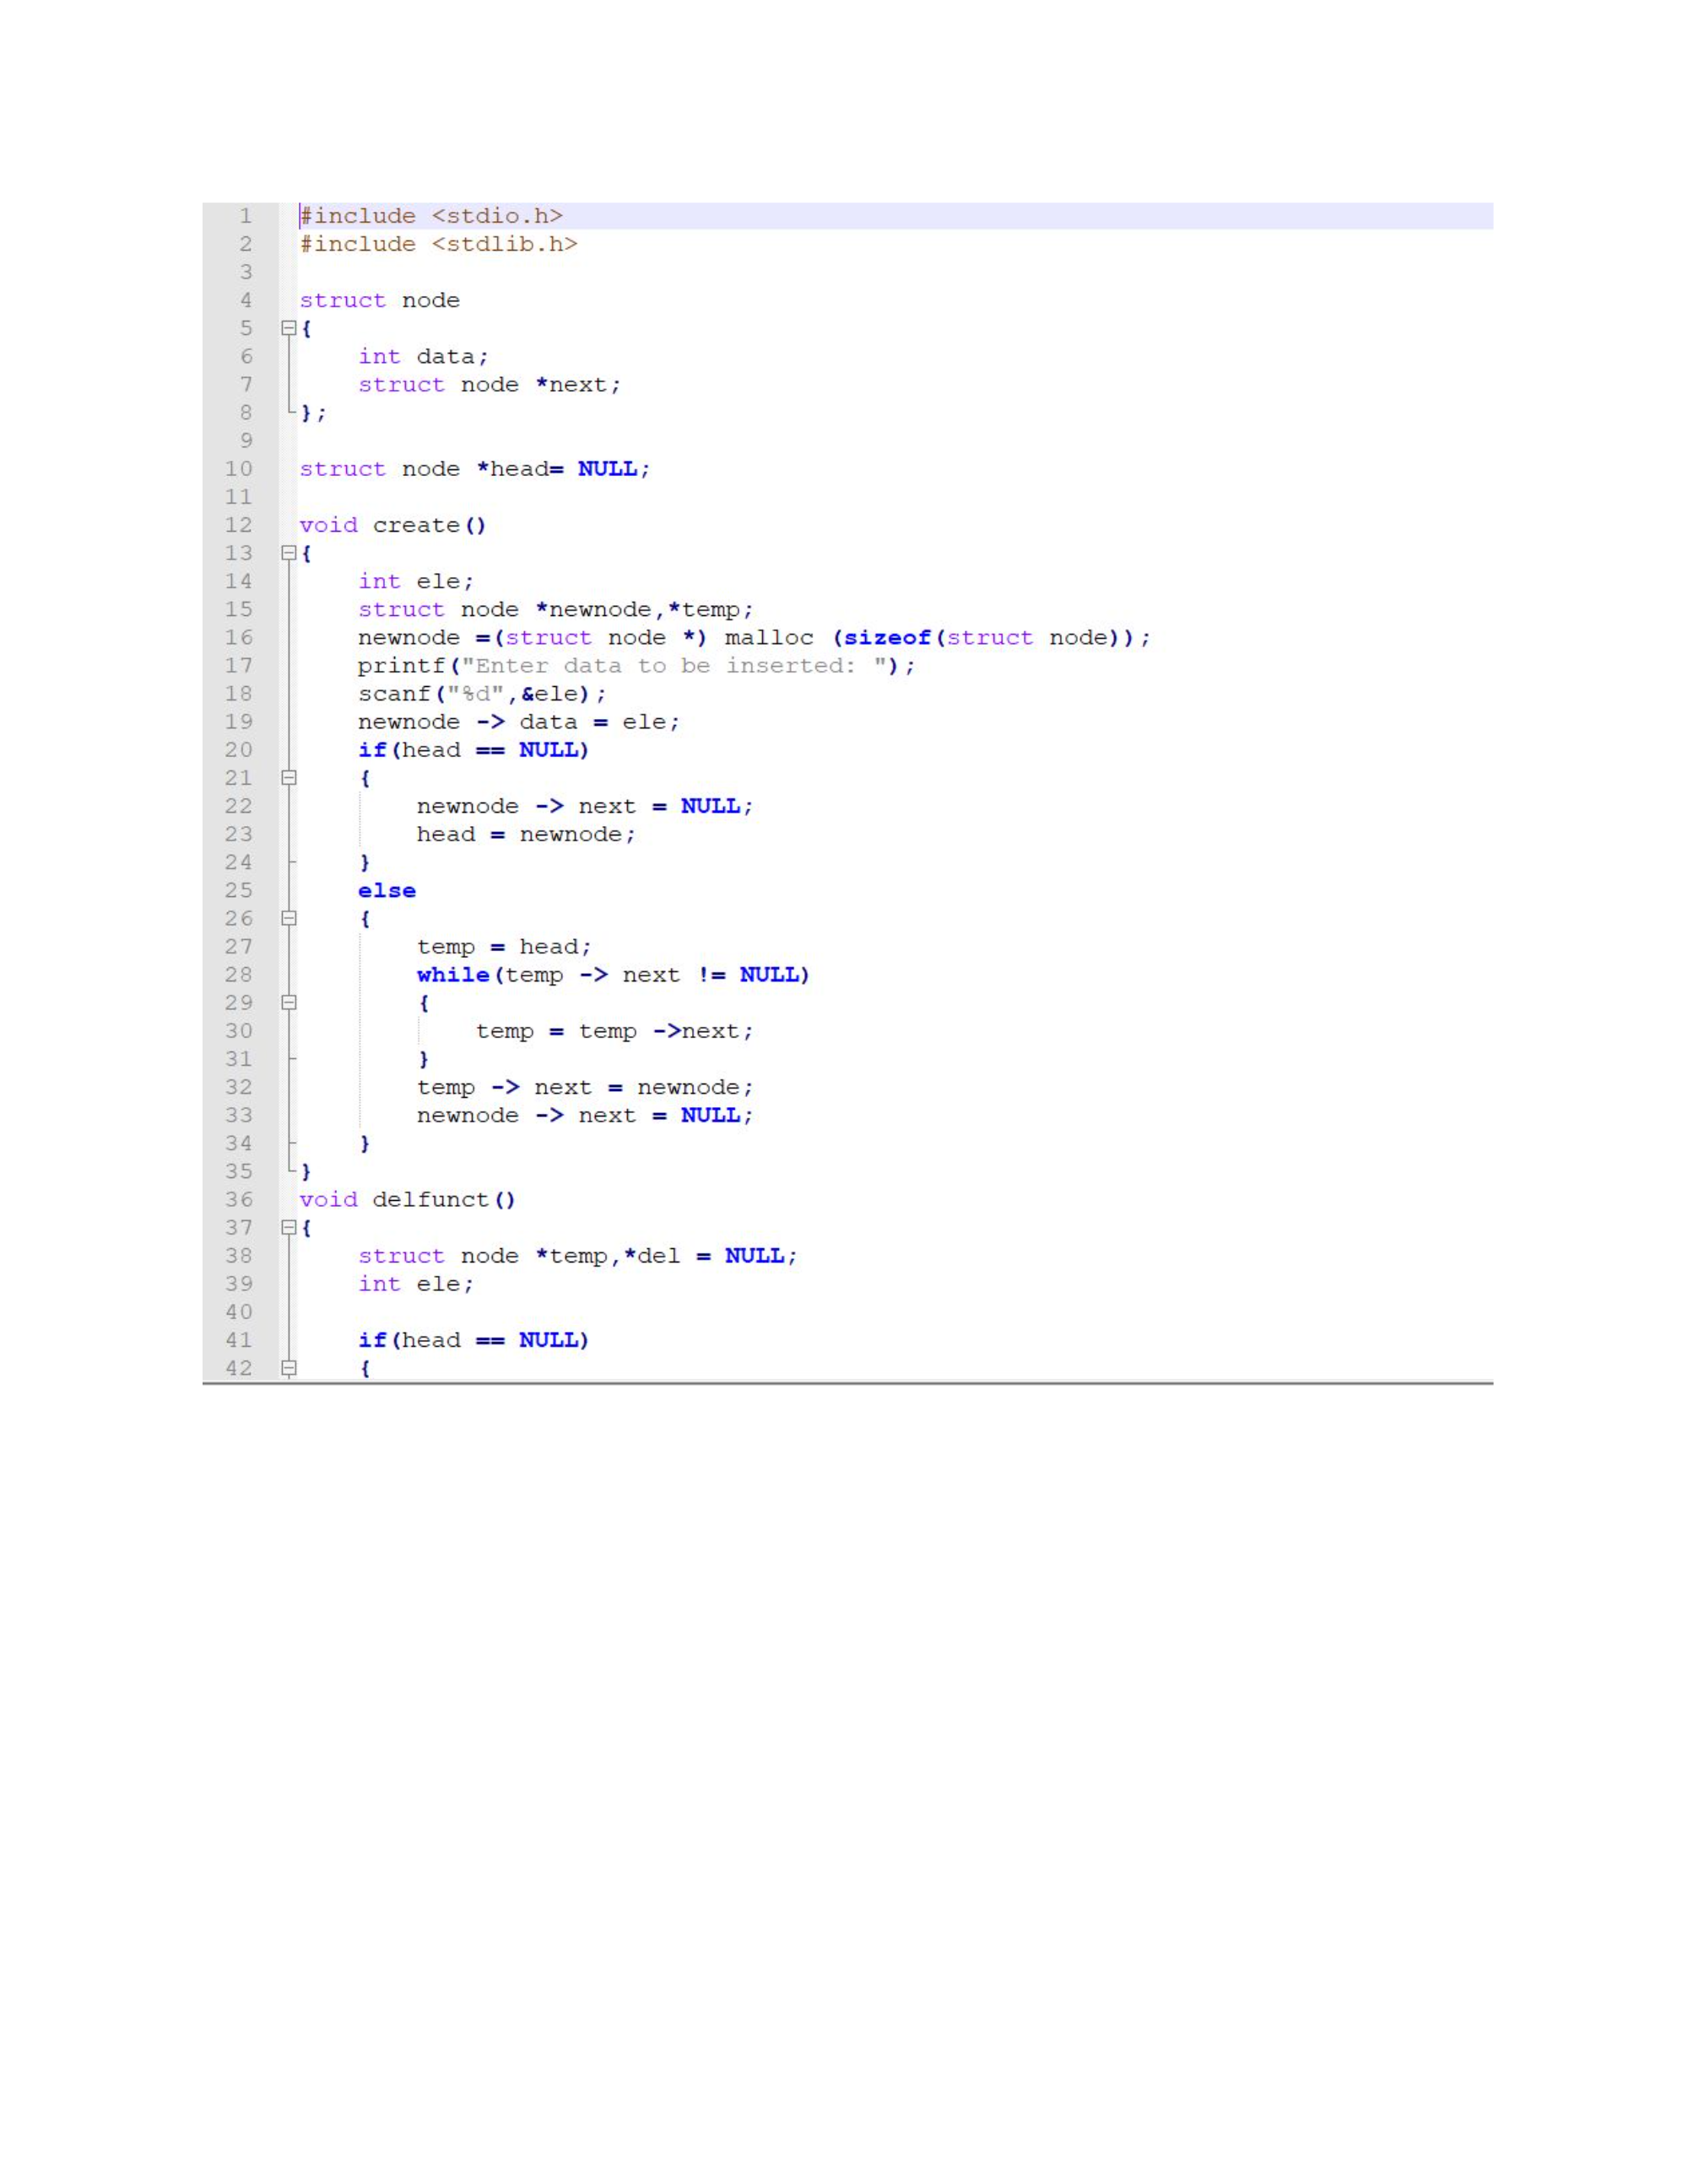 1 #include <stdio.h>
2 #include <stdlib.h>
3
4 struct node
5 {
6 int data;
7 struct node *next;
8 };
9
10 struct node *head= NULL;
11
12 void create()
13 {
14 int ele;
15 struct node *newnode,*temp;
16 newnode =(struct node *) malloc (sizeof(struct node));
17 printf("Enter data to be inserted: ");
18 scanf("%d",&ele);
19 newnode -> data = ele;
20 if(head == NULL)
21 {
22 newnode -> next = NULL;
23 head = newnode;
24 }
25 else
26 {
27 temp = head;
28 while(temp -> next != NULL)
29 {
30 temp = temp ->next;
31 }
32 temp -> next = newnode;
33 newnode -> next = NULL;
34 }
35 }
36 void delfunct()
37 {
38 struct node *temp,*del = NULL;
39 int ele;
40
41 if(head == NULL)
42 {